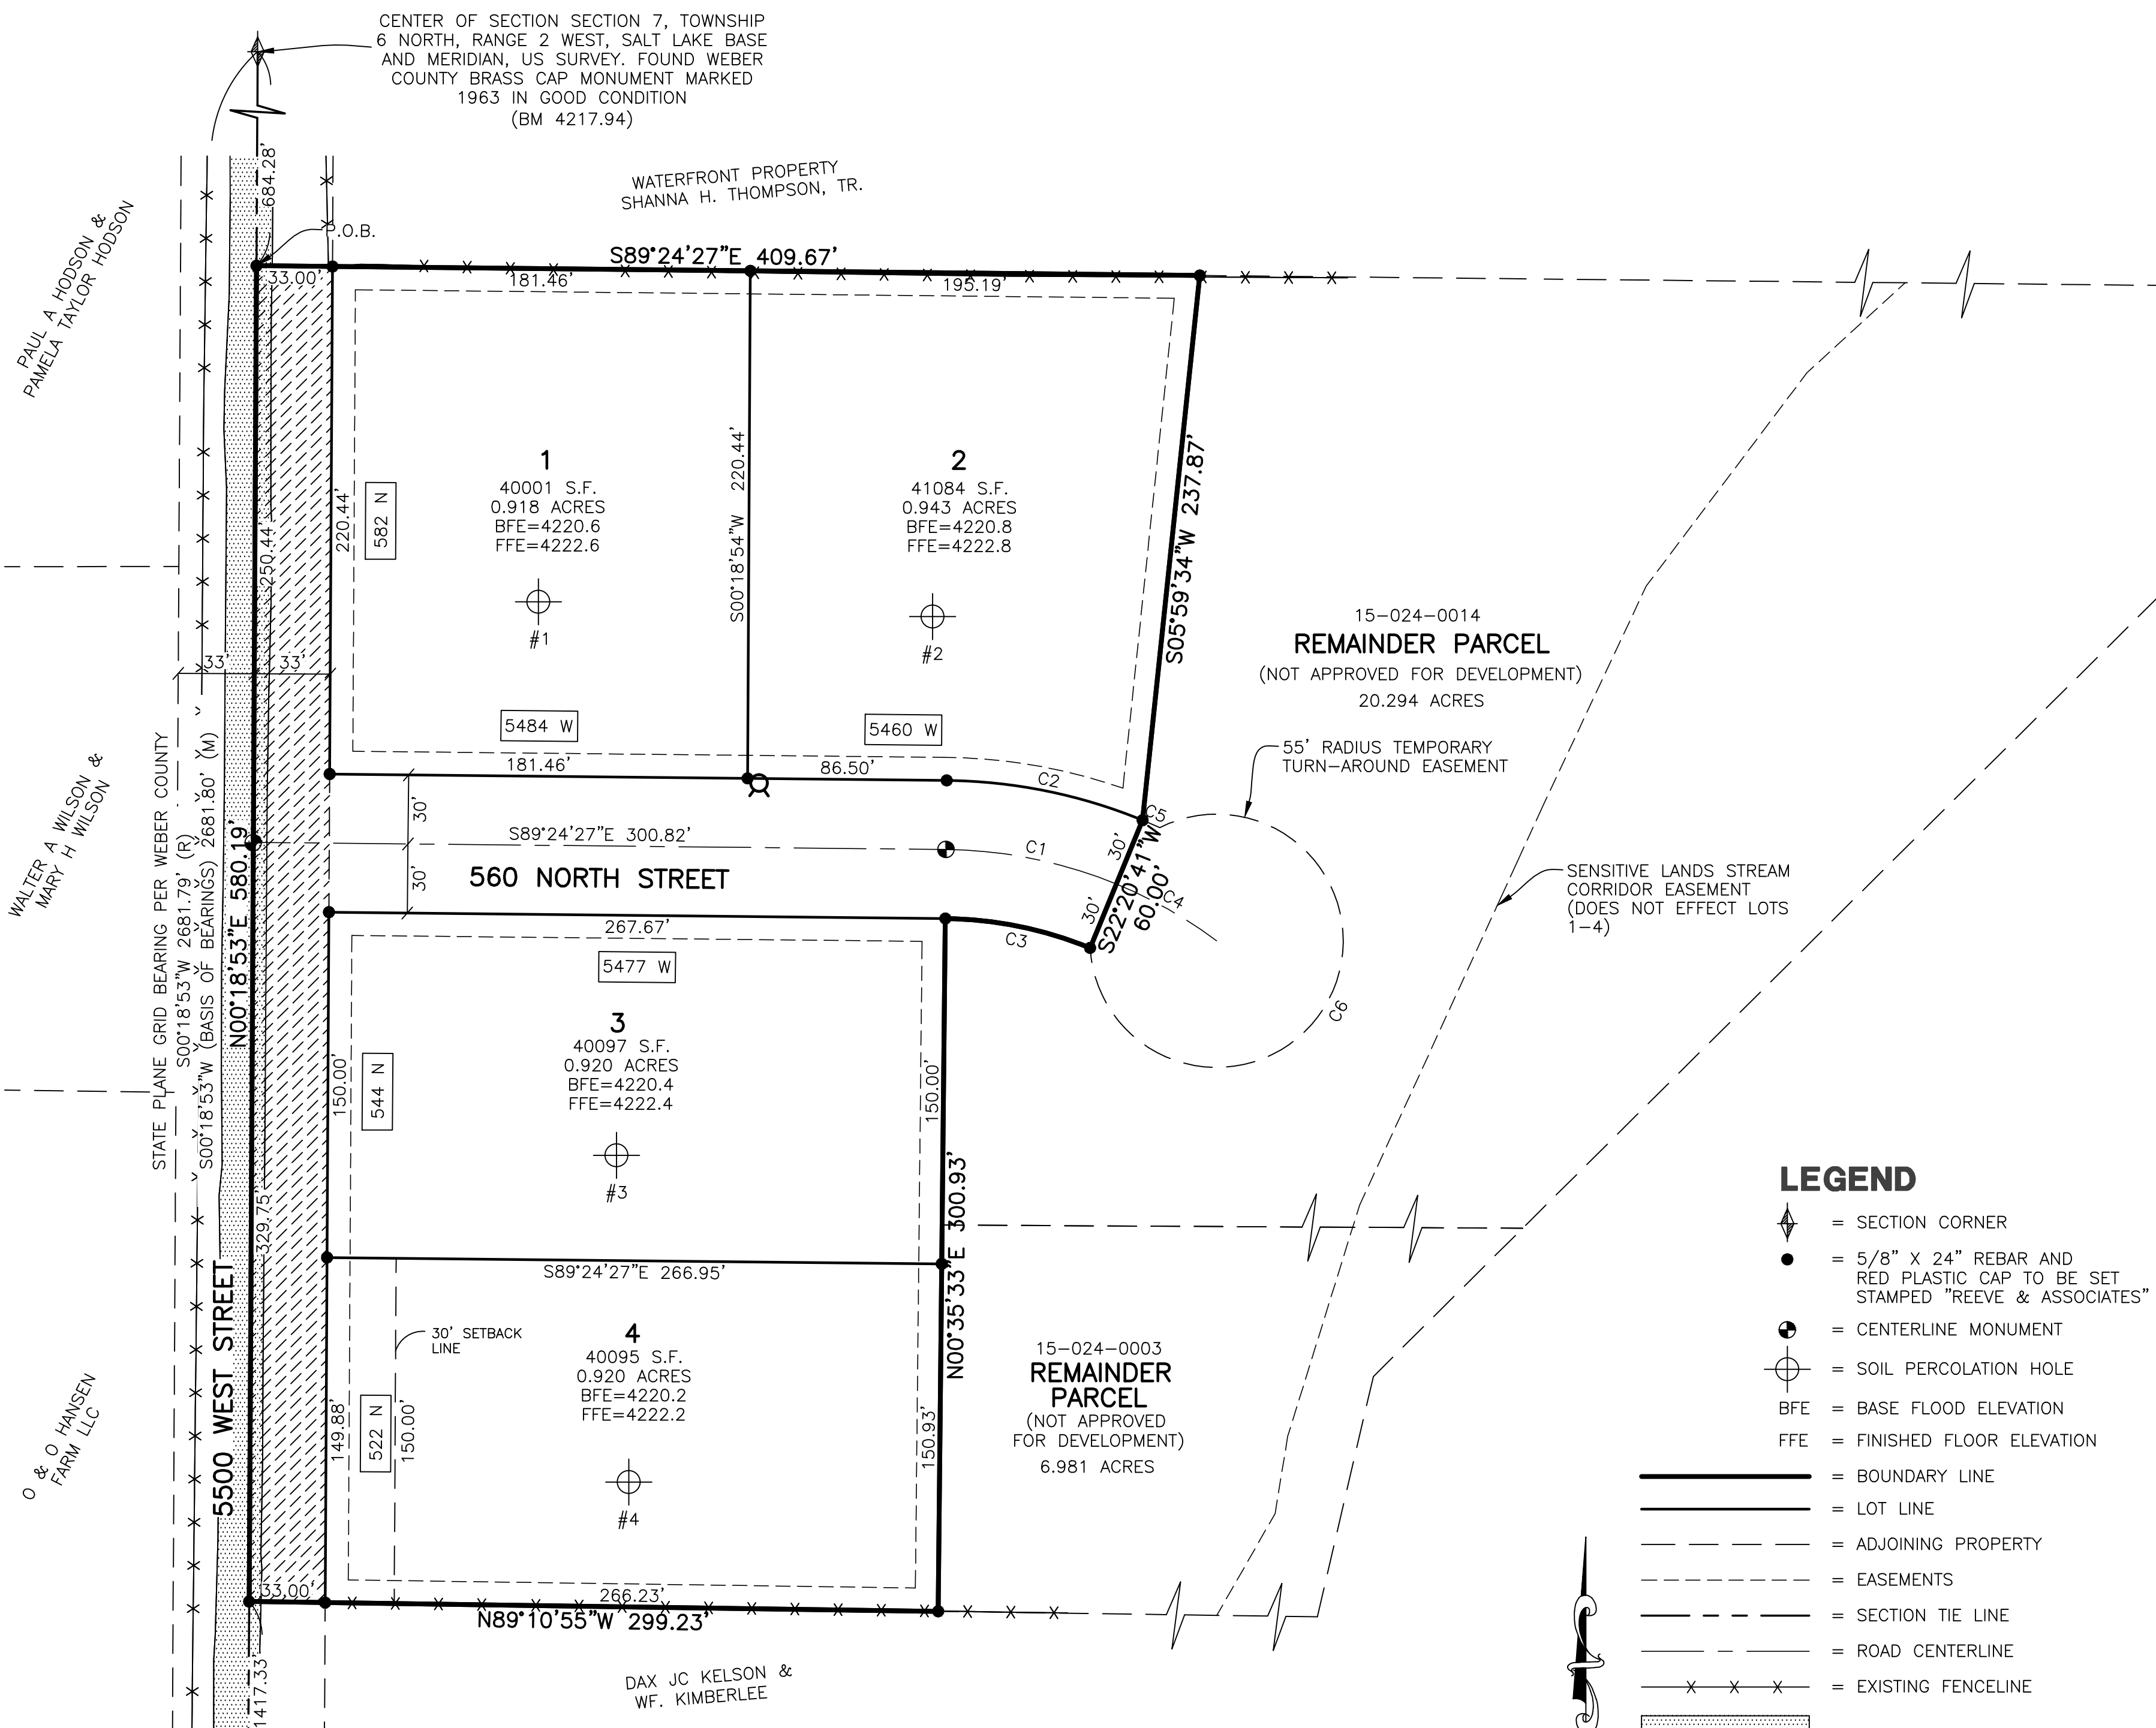 CENTER OF SECTION SECTION 7, TOWNSHIP
6 NORTH, RANGE 2 WEST, SALT LAKE BASE
AND MERIDIAN, US SURVEY. FOUND WEBER
COUNTY BRASS CAP MONUMENT MARKED
1963 IN GOOD CONDITION
(BM 4217.94)
684.28'
WATERFRONT PROPERTY
SHANNA H. THOMPSON, TR.
PAUL A HODSON &
PAMELA TAYLOR HODSON
P.O.B.
S89°24'27"E 409.67'
33.00'
181.46'
195.19'
1
40001 S.F.
0.918 ACRES
BFE=4220.6
FFE=4222.6
#1
582 N
220.44'
250.44'
S00°18'54"W 220.44'
2
41084 S.F.
0.943 ACRES
BFE=4220.8
FFE=4222.8
#2
S05°59'34"W 237.87'
33'
33'
5484 W
5460 W
181.46'
86.50'
C2
C5
15-024-0014
REMAINDER PARCEL
(NOT APPROVED FOR DEVELOPMENT)
20.294 ACRES
55' RADIUS TEMPORARY
TURN-AROUND EASEMENT
30'
30'
S89°24'27"E 300.82'
C1
560 NORTH STREET
30'
30'
S22°20'41"W
60.00'
C4
C3
C6
SENSITIVE LANDS STREAM
CORRIDOR EASEMENT
(DOES NOT EFFECT LOTS
1-4)
WALTER A WILSON &
MARY H WILSON
STATE PLANE GRID BEARING PER WEBER COUNTY
S00°18'53"W 2681.79' (R)
S00°18'53"W (BASIS OF BEARINGS) 2681.80' (M)
N00°18'53"E 580.19'
267.67'
5477 W
3
40097 S.F.
0.920 ACRES
BFE=4220.4
FFE=4222.4
#3
150.00'
544 N
150.00'
329.75'
N00°35'33"E 300.93'
S89°24'27"E 266.95'
30' SETBACK
LINE
4
40095 S.F.
0.920 ACRES
BFE=4220.2
FFE=4222.2
#4
149.88'
522 N
150.00'
150.93'
15-024-0003
REMAINDER
PARCEL
(NOT APPROVED
FOR DEVELOPMENT)
6.981 ACRES
O & O HANSEN
FARM LLC
5500 WEST STREET
33.00'
266.23'
N89°10'55"W 299.23'
1417.33'
DAX JC KELSON &
WF. KIMBERLEE
LEGEND
= SECTION CORNER
= 5/8" X 24" REBAR AND
RED PLASTIC CAP TO BE SET
STAMPED "REEVE & ASSOCIATES"
= CENTERLINE MONUMENT
= SOIL PERCOLATION HOLE
BFE = BASE FLOOD ELEVATION
FFE = FINISHED FLOOR ELEVATION
= BOUNDARY LINE
= LOT LINE
= ADJOINING PROPERTY
= EASEMENTS
= SECTION TIE LINE
= ROAD CENTERLINE
= EXISTING FENCELINE